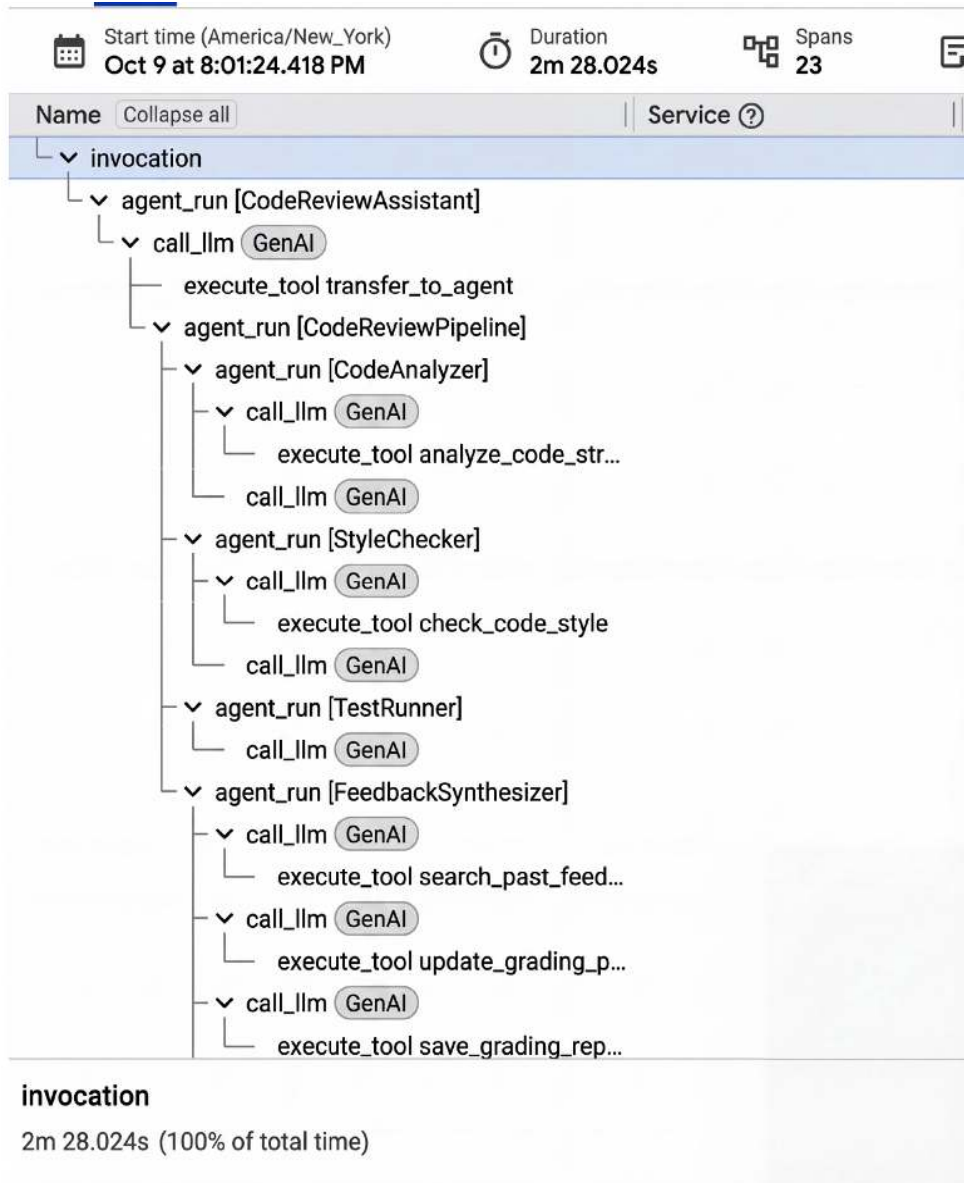 Start time (America/New_York) Duration Spans
Oct 9 at 8:01:24.418 PM 2m 28.024s 23
Name Collapse all Service ?
invocation
agent_run [CodeReviewAssistant]
call_llm GenAI
execute_tool transfer_to_agent
agent_run [CodeReviewPipeline]
agent_run [CodeAnalyzer]
call_llm GenAI
execute_tool analyze_code_str...
call_llm GenAI
agent_run [StyleChecker]
call_llm GenAI
execute_tool check_code_style
call_llm GenAI
agent_run [TestRunner]
call_llm GenAI
agent_run [FeedbackSynthesizer]
call_llm GenAI
execute_tool search_past_feed...
call_llm GenAI
execute_tool update_grading_p...
call_llm GenAI
execute_tool save_grading_rep...
invocation
2m 28.024s (100% of total time)